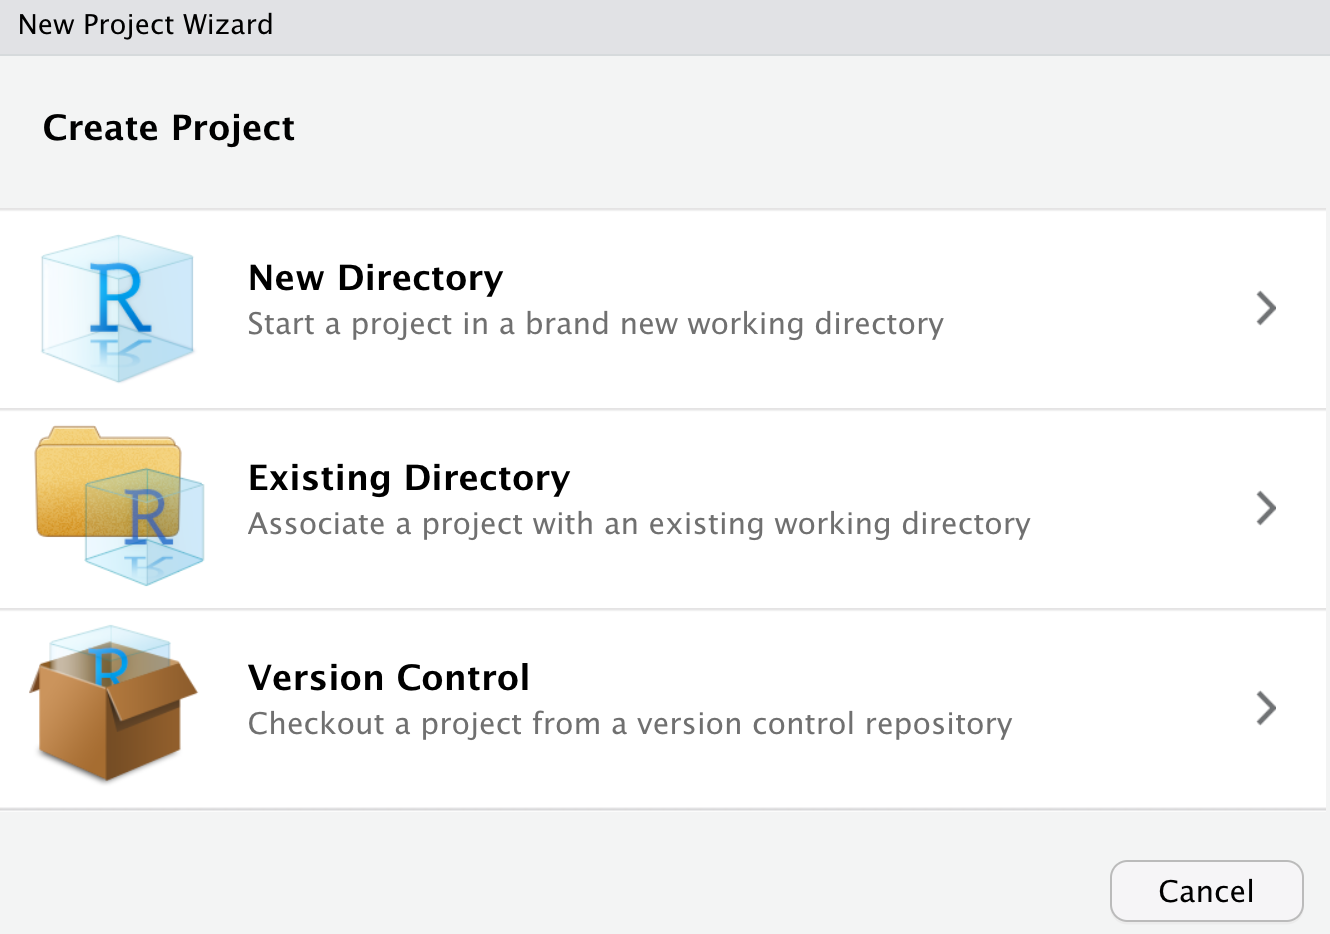 New Project Wizard
Create Project
R
New Directory
Start a project in a brand new working directory
R
Existing Directory
Associate a project with an existing working directory
R
Version Control
Checkout a project from a version control repository
Cancel